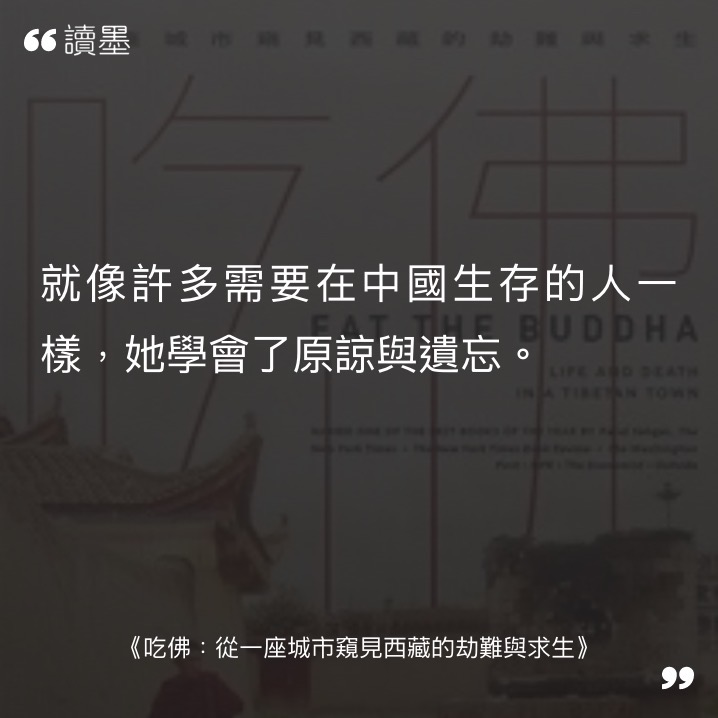 讀墨
城市窺見西藏的劫難與求生
吃佛
就像許多需要在中國生存的人一
樣，她學會了原諒與遺忘。
EAT THE BUDDHA
LIFE AND DEATH
IN A TIBETAN TOWN
《吃佛：從一座城市窺見西藏的劫難與求生》